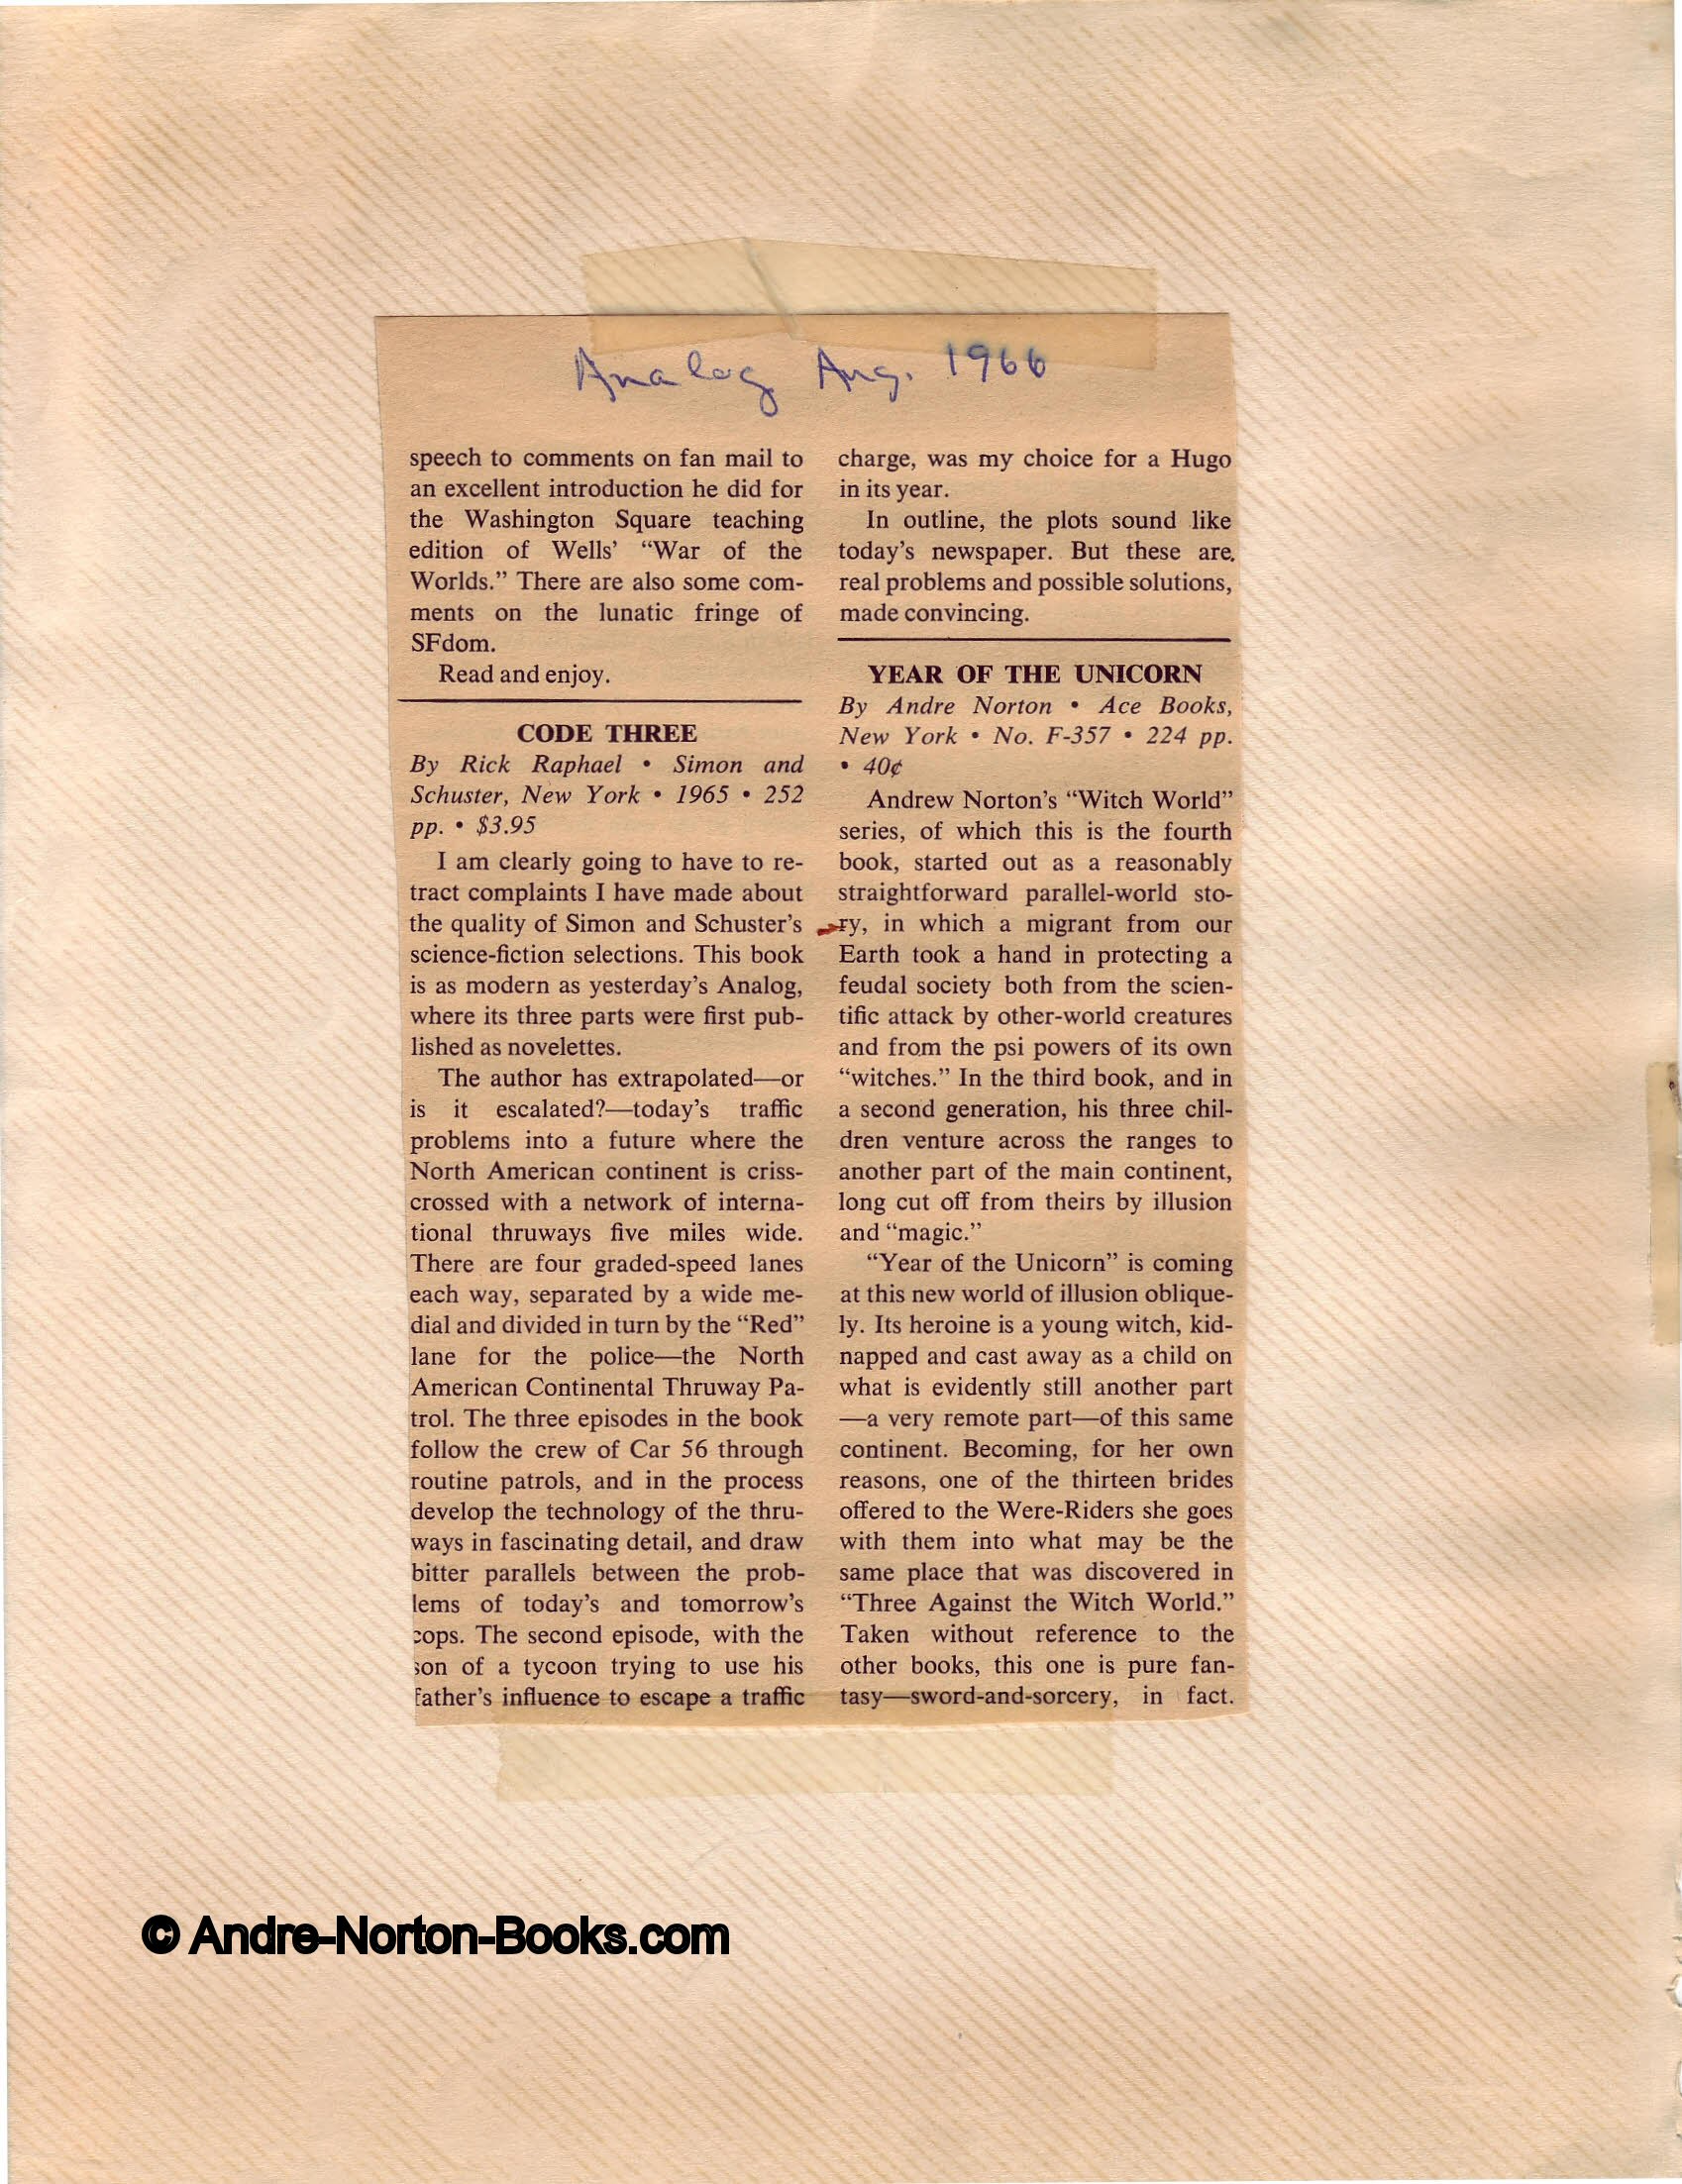 Analog Aug. 1966
speech to comments on fan mail to
an excellent introduction he did for
the Washington Square teaching
edition of Wells' “War of the
Worlds.” There are also some com-
ments on the lunatic fringe of
SFdom.
Read and enjoy.
CODE THREE
By Rick Raphael • Simon and
Schuster, New York • 1965 • 252
pp. • $3.95
I am clearly going to have to re-
tract complaints I have made about
the quality of Simon and Schuster's
science-fiction selections. This book
is as modern as yesterday's Analog,
where its three parts were first pub-
lished as novelettes.
The author has extrapolated—or
is it escalated?—today's traffic
problems into a future where the
North American continent is criss-
crossed with a network of interna-
tional thruways five miles wide.
There are four graded-speed lanes
each way, separated by a wide me-
dial and divided in turn by the “Red”
lane for the police—the North
American Continental Thruway Pa-
trol. The three episodes in the book
follow the crew of Car 56 through
routine patrols, and in the process
develop the technology of the thru-
ways in fascinating detail, and draw
bitter parallels between the prob-
lems of today's and tomorrow's
cops. The second episode, with the
son of a tycoon trying to use his
father's influence to escape a traffic
charge, was my choice for a Hugo
in its year.
In outline, the plots sound like
today's newspaper. But these are
real problems and possible solutions,
made convincing.
YEAR OF THE UNICORN
By Andre Norton • Ace Books,
New York • No. F-357 • 224 pp.
• 40¢
Andrew Norton's “Witch World”
series, of which this is the fourth
book, started out as a reasonably
straightforward parallel-world sto-
ry, in which a migrant from our
Earth took a hand in protecting a
feudal society both from the scien-
tific attack by other-world creatures
and from the psi powers of its own
“witches.” In the third book, and in
a second generation, his three chil-
dren venture across the ranges to
another part of the main continent,
long cut off from theirs by illusion
and “magic.”
“Year of the Unicorn” is coming
at this new world of illusion oblique-
ly. Its heroine is a young witch, kid-
napped and cast away as a child on
what is evidently still another part
—a very remote part—of this same
continent. Becoming, for her own
reasons, one of the thirteen brides
offered to the Were-Riders she goes
with them into what may be the
same place that was discovered in
“Three Against the Witch World.”
Taken without reference to the
other books, this one is pure fan-
tasy—sword-and-sorcery, in fact.
© Andre-Norton-Books.com